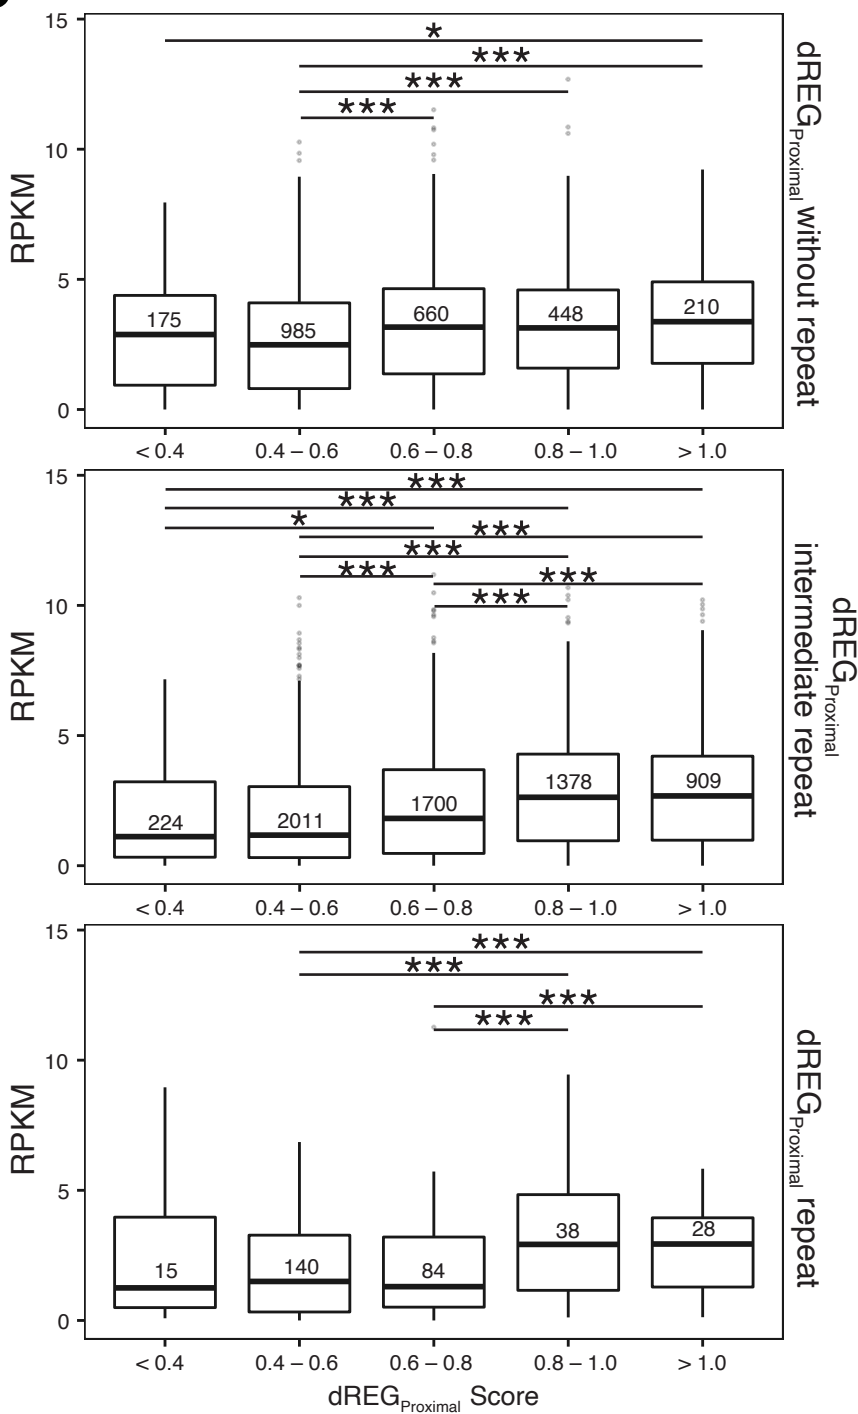 15
10
5
0
RPKM
*
***
***
***
175
985
660
448
210
< 0.4
0.4 – 0.6
0.6 – 0.8
0.8 – 1.0
> 1.0
dREGProximal without repeat
15
10
5
0
RPKM
***
***
*
***
***
***
***
***
224
2011
1700
1378
909
< 0.4
0.4 – 0.6
0.6 – 0.8
0.8 – 1.0
> 1.0
dREGProximal
intermediate repeat
15
10
5
0
RPKM
***
***
***
***
15
140
84
38
28
< 0.4
0.4 – 0.6
0.6 – 0.8
0.8 – 1.0
> 1.0
dREGProximal repeat
dREGProximal Score